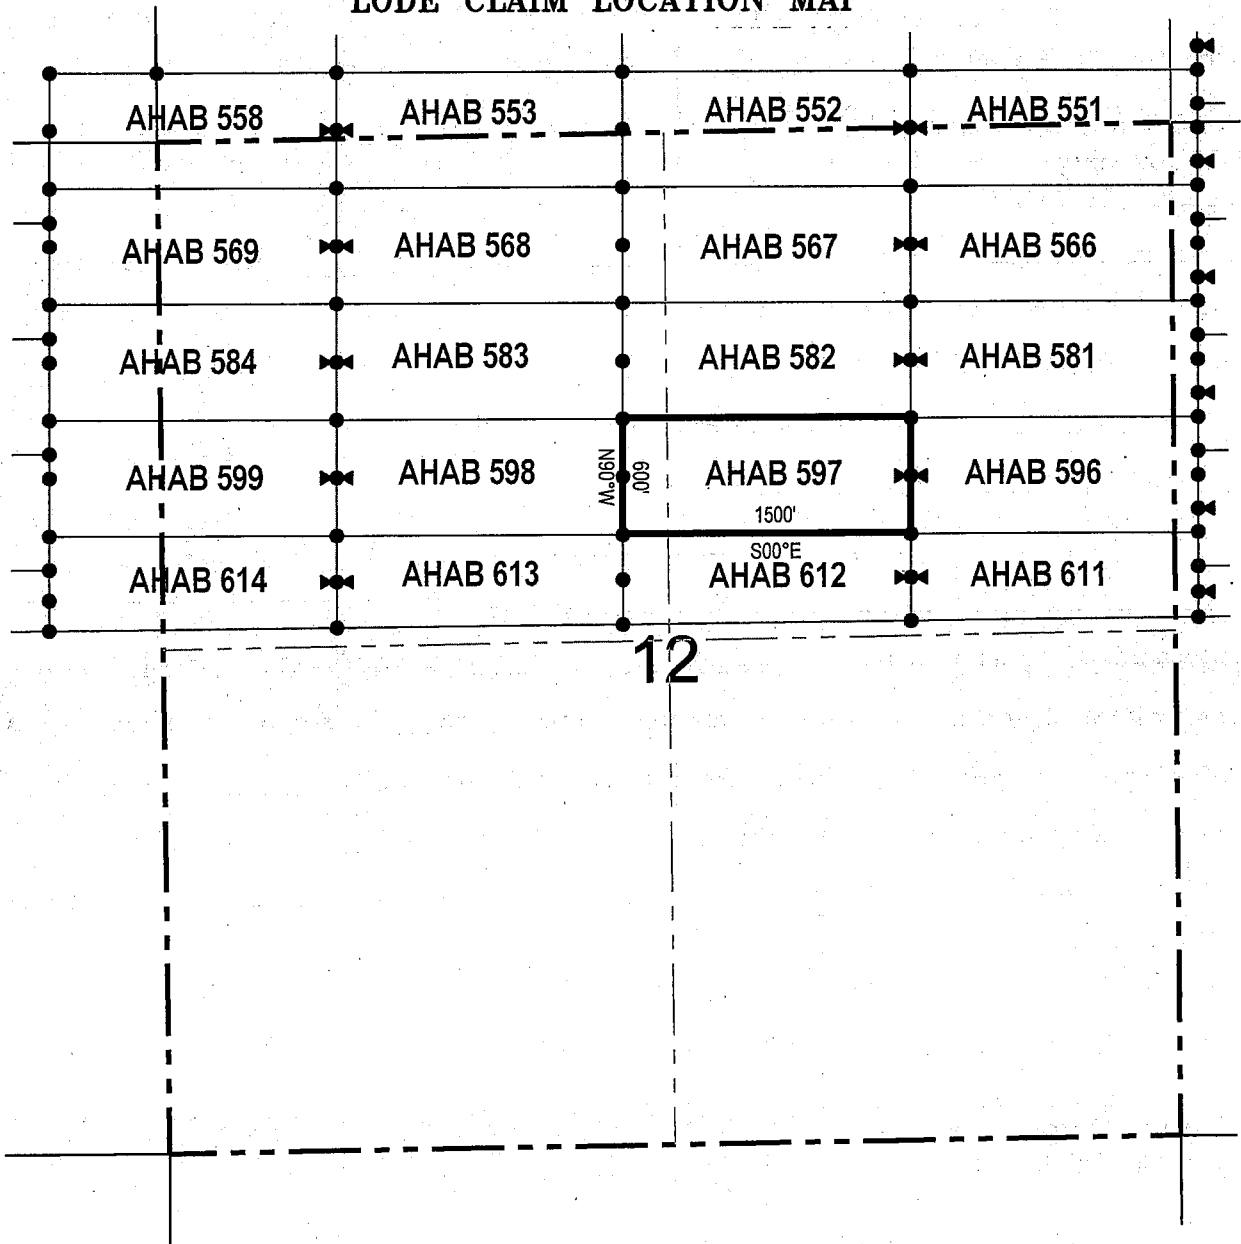 LODE CLAIM LOCATION MAP
AHAB 558 AHAB 553 AHAB 552 AHAB 551
AHAB 569 AHAB 568 AHAB 567 AHAB 566
AHAB 584 AHAB 583 AHAB 582 AHAB 581
AHAB 599 AHAB 598 N90°W 600' AHAB 597 AHAB 596
1500'
S00°E
AHAB 614 AHAB 613 AHAB 612 AHAB 611
12